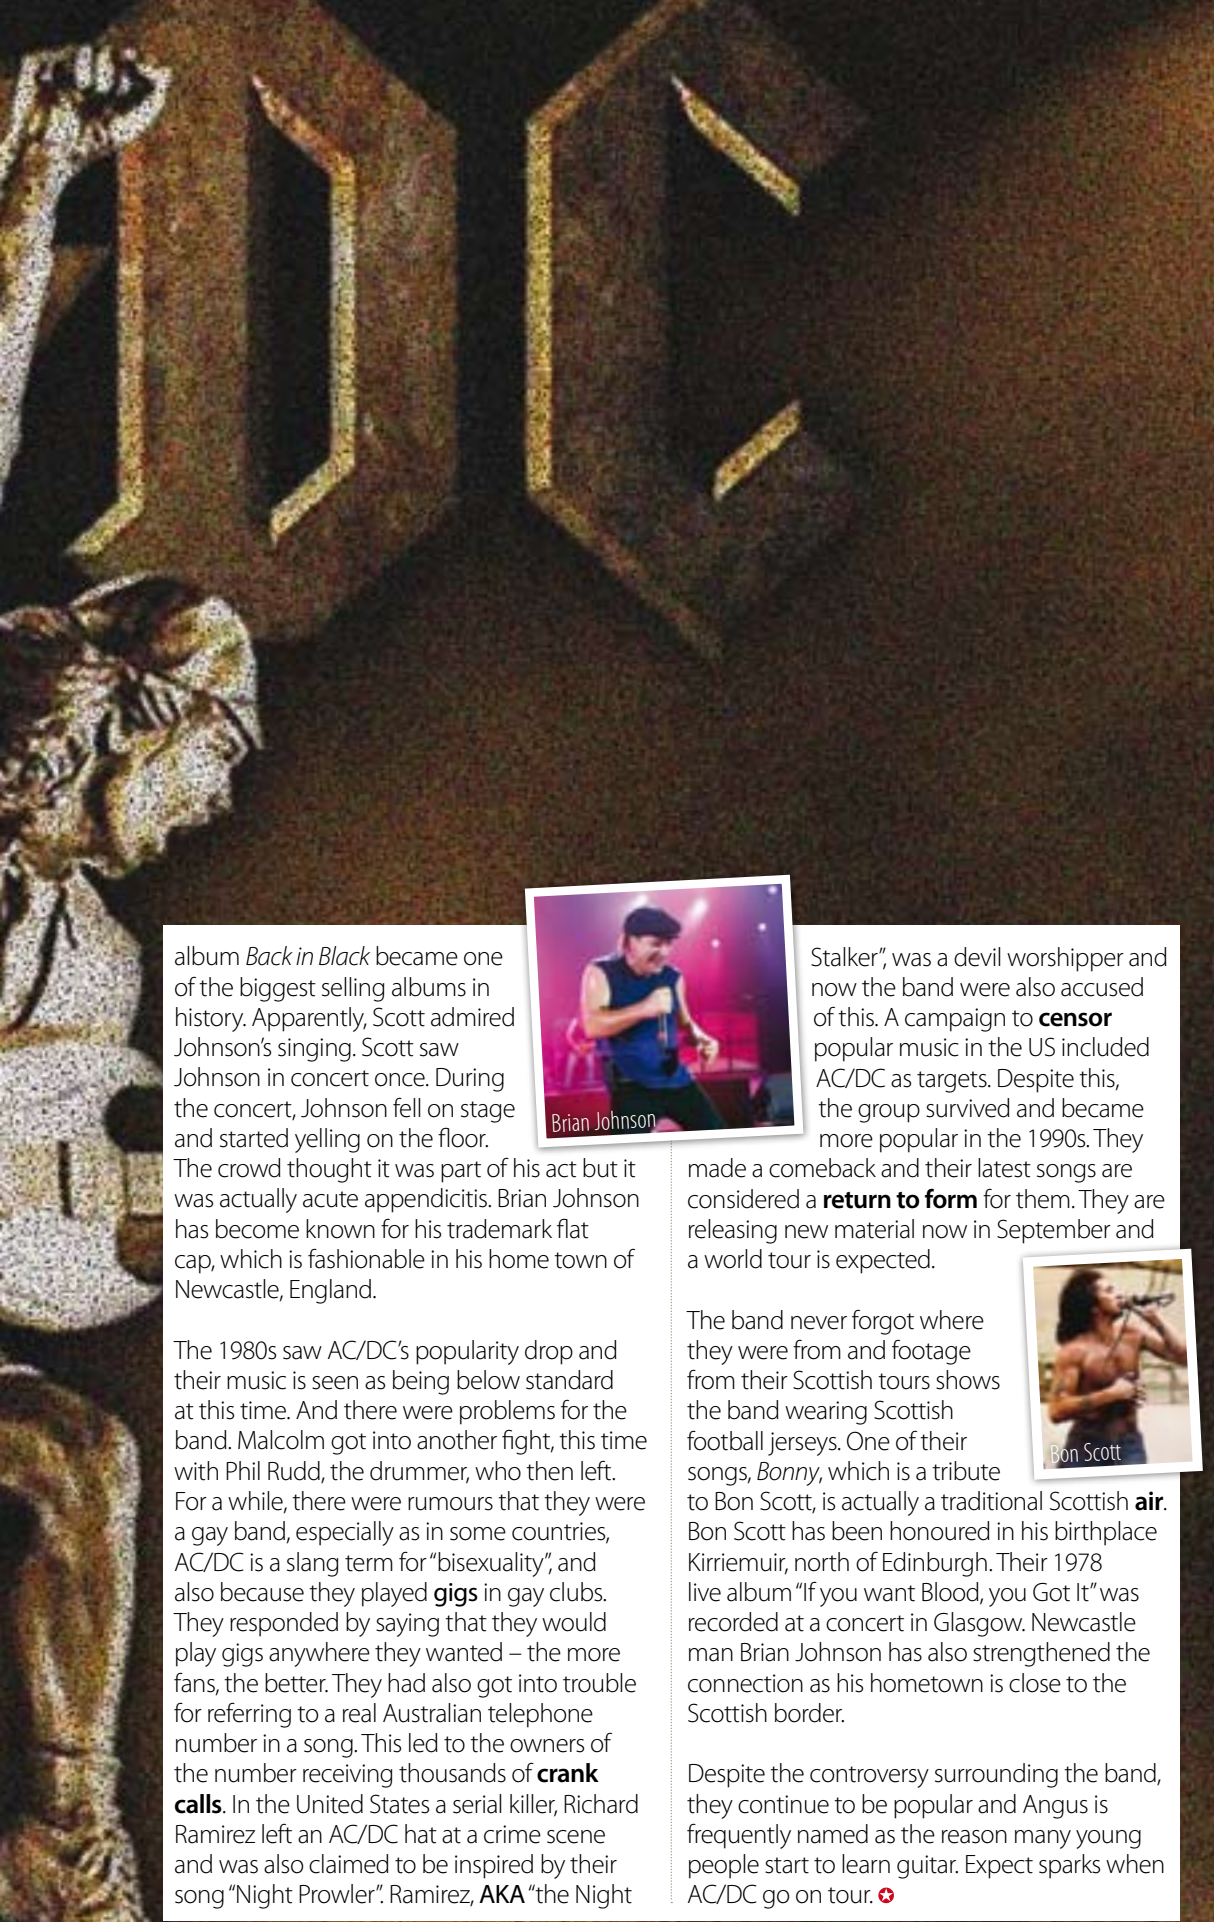 DC
album Back in Black became one
of the biggest selling albums in
history. Apparently, Scott admired
Johnson's singing. Scott saw
Johnson in concert once. During
the concert, Johnson fell on stage
and started yelling on the floor.
The crowd thought it was part of his act but it
was actually acute appendicitis. Brian Johnson
has become known for his trademark flat
cap, which is fashionable in his home town of
Newcastle, England.
The 1980s saw AC/DC's popularity drop and
their music is seen as being below standard
at this time. And there were problems for the
band. Malcolm got into another fight, this time
with Phil Rudd, the drummer, who then left.
For a while, there were rumours that they were
a gay band, especially as in some countries,
AC/DC is a slang term for “bisexuality”, and
also because they played gigs in gay clubs.
They responded by saying that they would
play gigs anywhere they wanted – the more
fans, the better. They had also got into trouble
for referring to a real Australian telephone
number in a song. This led to the owners of
the number receiving thousands of crank
calls. In the United States a serial killer, Richard
Ramirez left an AC/DC hat at a crime scene
and was also claimed to be inspired by their
song “Night Prowler”. Ramirez, AKA “the Night
Brian Johnson
Stalker”, was a devil worshipper and
now the band were also accused
of this. A campaign to censor
popular music in the US included
AC/DC as targets. Despite this,
the group survived and became
more popular in the 1990s. They
made a comeback and their latest songs are
considered a return to form for them. They are
releasing new material now in September and
a world tour is expected.
The band never forgot where
they were from and footage
from their Scottish tours shows
the band wearing Scottish
football jerseys. One of their
songs, Bonny, which is a tribute
to Bon Scott, is actually a traditional Scottish air.
Bon Scott has been honoured in his birthplace
Kirriemuir, north of Edinburgh. Their 1978
live album “If you want Blood, you Got It” was
recorded at a concert in Glasgow. Newcastle
man Brian Johnson has also strengthened the
connection as his hometown is close to the
Scottish border.
Bon Scott
Despite the controversy surrounding the band,
they continue to be popular and Angus is
frequently named as the reason many young
people start to learn guitar. Expect sparks when
AC/DC go on tour.